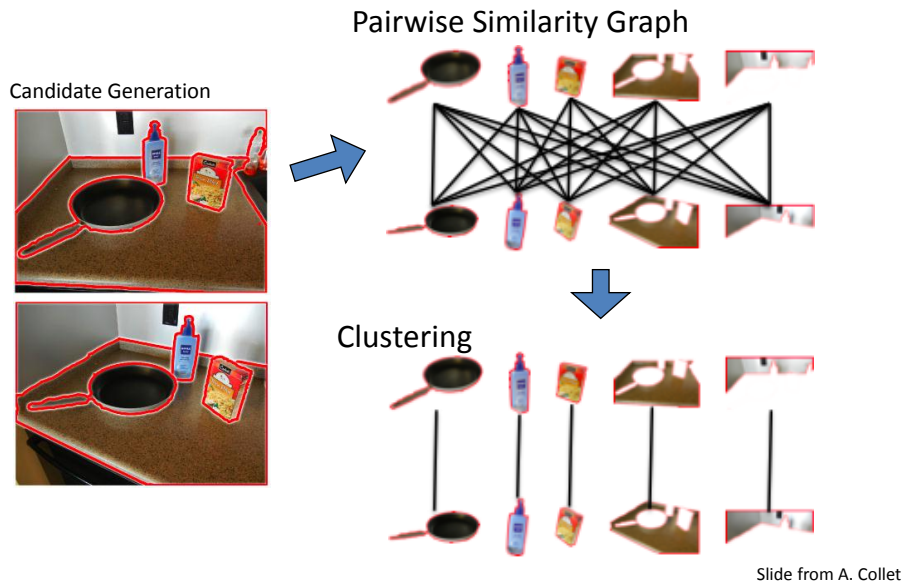 Pairwise Similarity Graph
Candidate Generation
Clustering
Slide from A. Collet